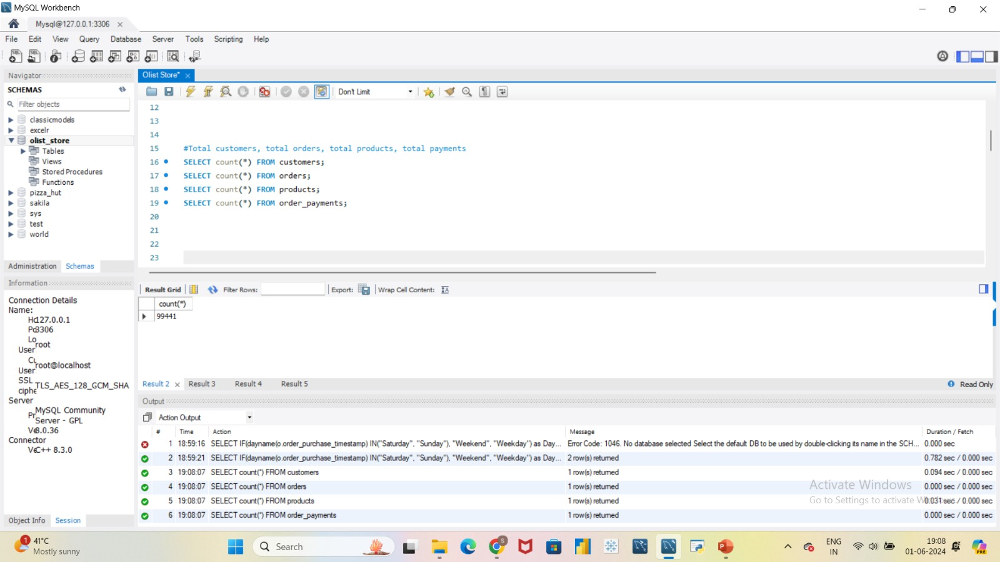 MySQL Workbench
Mysql@127.0.0.1:3306
File Edit View Query Database Server Tools Scripting Help
Navigator
SCHEMAS
Filter objects
classicmodels
excelr
olist_store
Tables
Views
Stored Procedures
Functions
pizza_hut
sakila
sys
test
world
Administration Schemas
Information
Connection Details
Name:
127.0.0.1
3306
Lo
root
User
root@localhost
User
SSL
TLS_AES_128_GCM_SHA
ciphe
Server
MySQL Community
Pr
Server - GPL
8.0.36
Connector
C++ 8.3.0
Object Info Session
Olist Store*
Don't Limit
12
13
14
15 #Total customers, total orders, total products, total payments
16 SELECT count(*) FROM customers;
17 SELECT count(*) FROM orders;
18 SELECT count(*) FROM products;
19 SELECT count(*) FROM order_payments;
20
21
22
23
Result Grid Filter Rows: Export: Wrap Cell Content:
count(*)
99441
Result 2 Result 3 Result 4 Result 5 Read Only
Output
Action Output
# Time Action Message Duration / Fetch
1 18:59:16 SELECT IF(dayname(o.order_purchase_timestamp) IN("Saturday", "Sunday"), "Weekend", "Weekday") as Day... Error Code: 1046. No database selected Select the default DB to be used by double-clicking its name in the SCH... 0.000 sec
2 18:59:21 SELECT IF(dayname(o.order_purchase_timestamp) IN("Saturday", "Sunday"), "Weekend", "Weekday") as Day... 2 row(s) returned 0.782 sec / 0.000 sec
3 19:08:07 SELECT count(*) FROM customers 1 row(s) returned 0.094 sec / 0.000 sec
4 19:08:07 SELECT count(*) FROM orders 1 row(s) returned 0.000 sec / 0.000 sec
5 19:08:07 SELECT count(*) FROM products 1 row(s) returned 0.031 sec / 0.000 sec
6 19:08:07 SELECT count(*) FROM order_payments 1 row(s) returned 0.000 sec / 0.000 sec
Activate Windows
Go to Settings to activate Windows.
1
41°C
Mostly sunny
Search
S
P
ENG
IN
19:08
01-06-2024
PRE